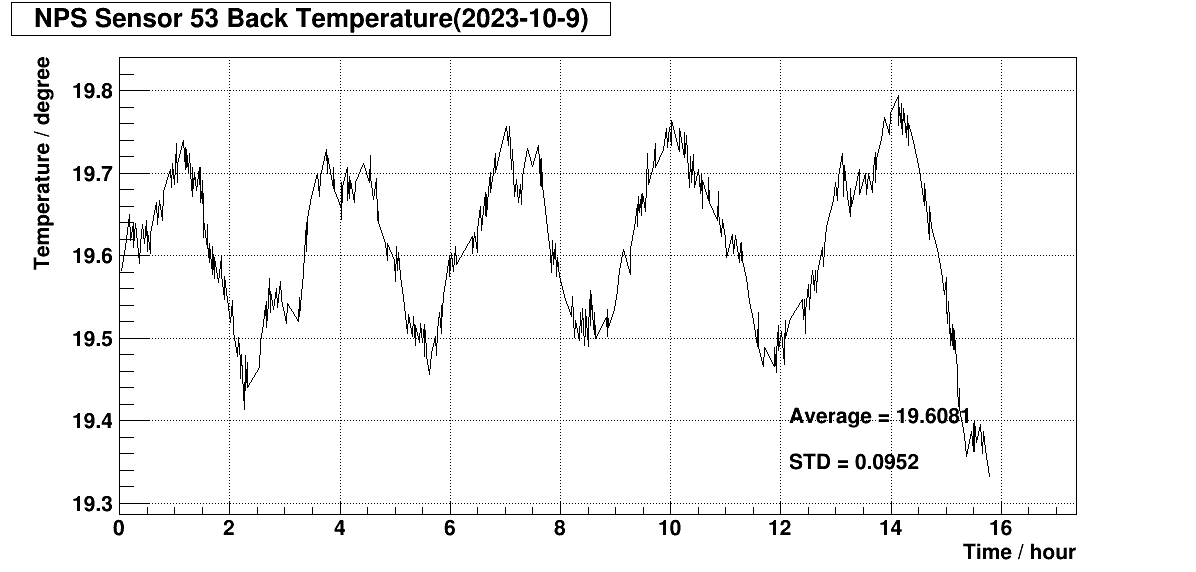 NPS Sensor 53 Back Temperature(2023-10-9)
Temperature / degree
19.8
19.7
19.6
19.5
19.4
19.3
Average = 19.6081
STD = 0.0952
0 2 4 6 8 10 12 14 16
Time / hour